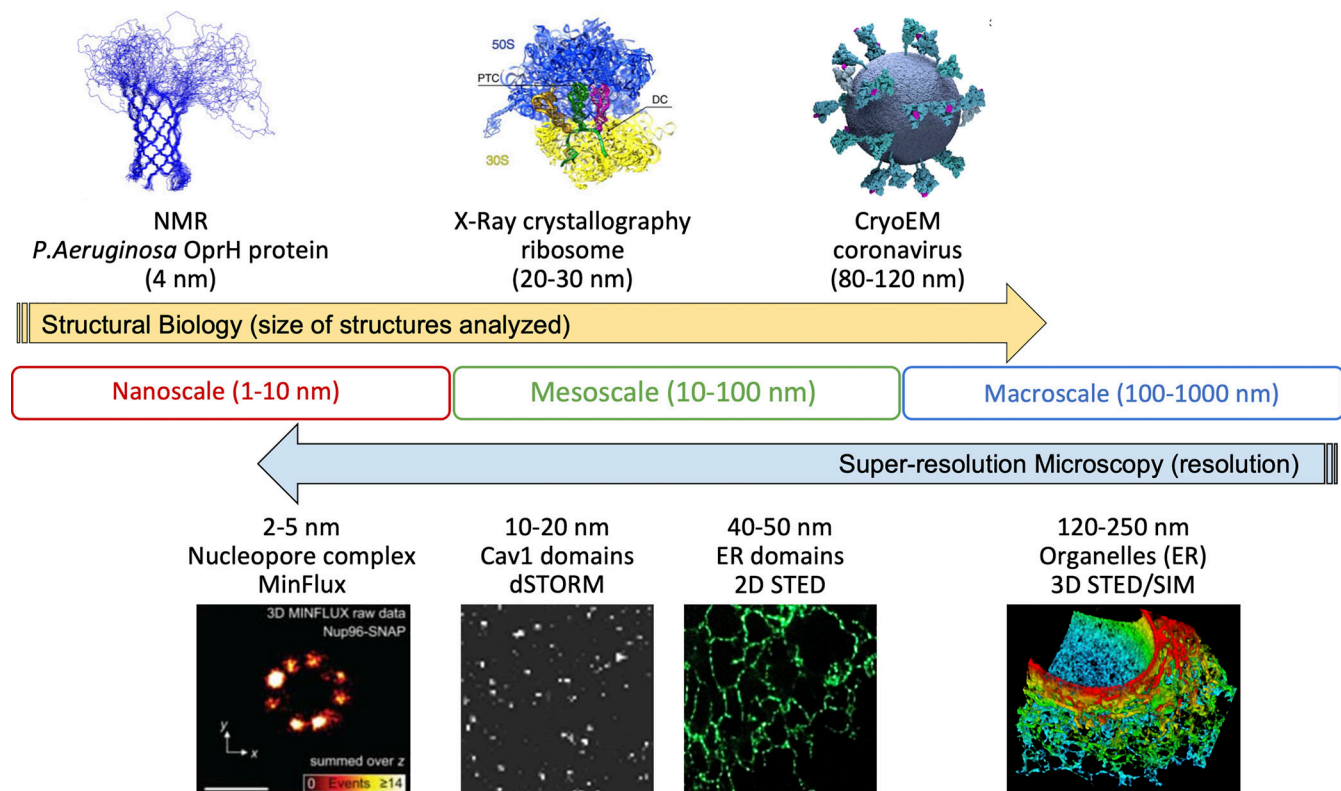 50S
PTC
DC
30S
NMR
P.Aeruginosa OprH protein
(4 nm)
X-Ray crystallography
ribosome
(20-30 nm)
CryoEM
coronavirus
(80-120 nm)
Structural Biology (size of structures analyzed)
Nanoscale (1-10 nm)
Mesoscale (10-100 nm)
Macroscale (100-1000 nm)
Super-resolution Microscopy (resolution)
2-5 nm
Nucleopore complex
MinFlux
10-20 nm
Cav1 domains
dSTORM
40-50 nm
ER domains
2D STED
120-250 nm
Organelles (ER)
3D STED/SIM
3D MINFLUX raw data
Nup96-SNAP
y
x
summed over z
0 Events ≥14